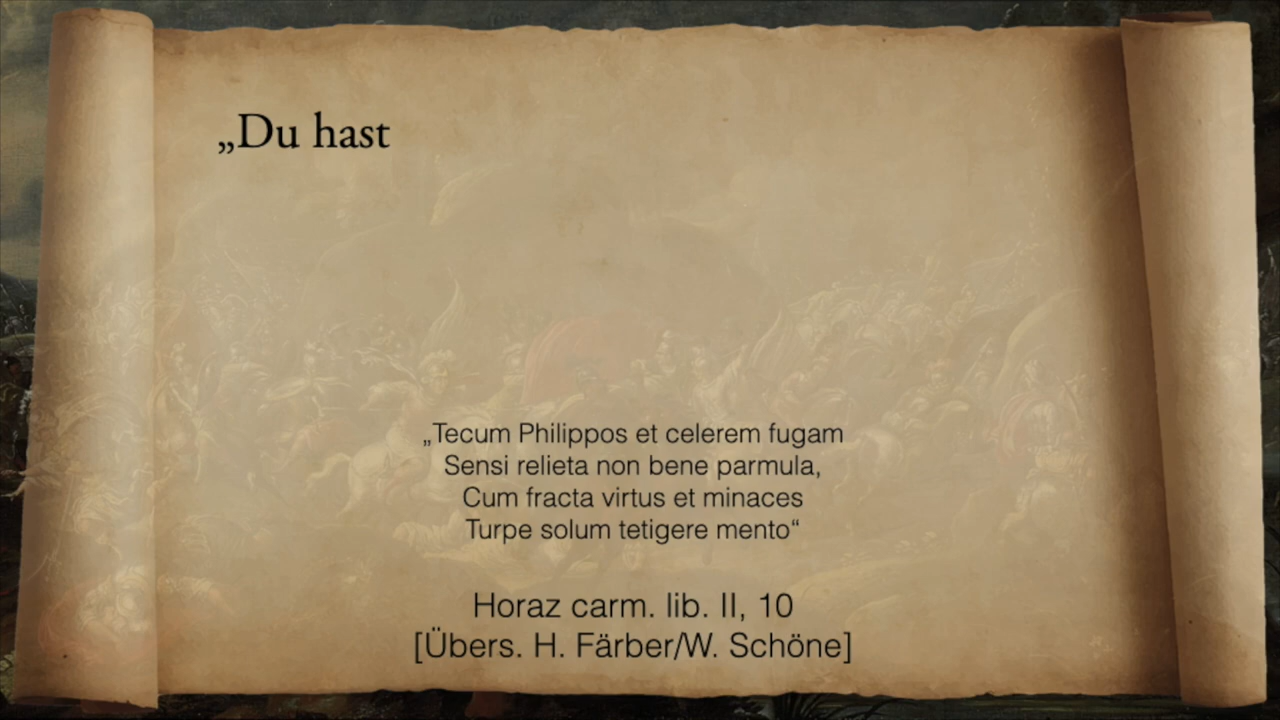 „Du hast
„Tecum Philippos et celerem fugam
Sensi relieta non bene parmula,
Cum fracta virtus et minaces
Turpe solum tetigere mento“
Horaz carm. lib. II, 10
[Übers. H. Färber/W. Schöne]